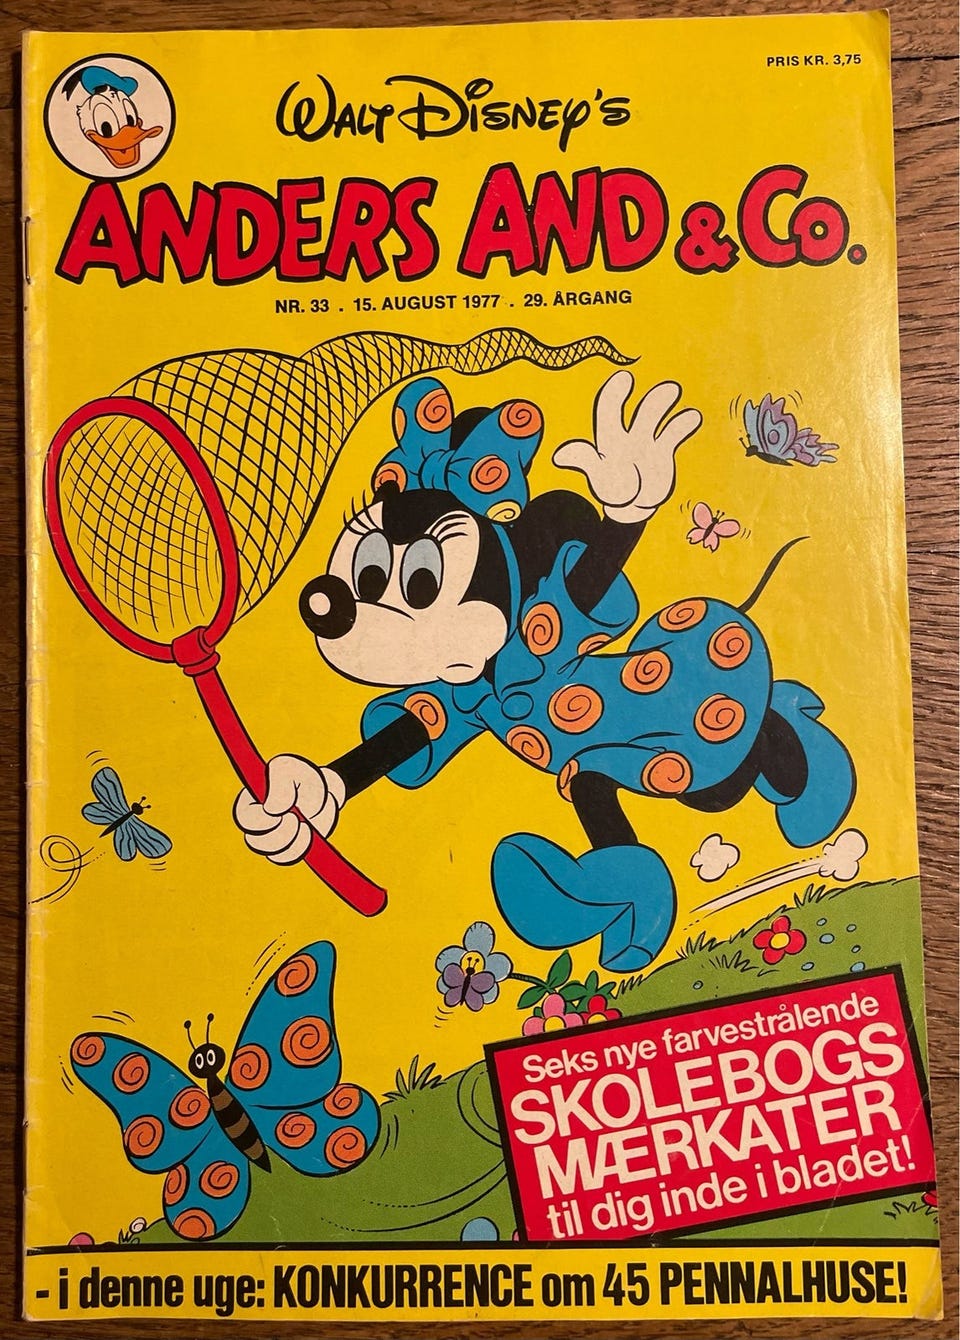 PRIS KR. 3,75
WALT DISNEY'S
ANDERS AND & Co.
NR. 33 . 15. AUGUST 1977 . 29. ÅRGANG
Seks nye farvestrålende
SKOLEBOGS
MÆRKATER
til dig inde i bladet!
- i denne uge: KONKURRENCE om 45 PENNALHUSE!